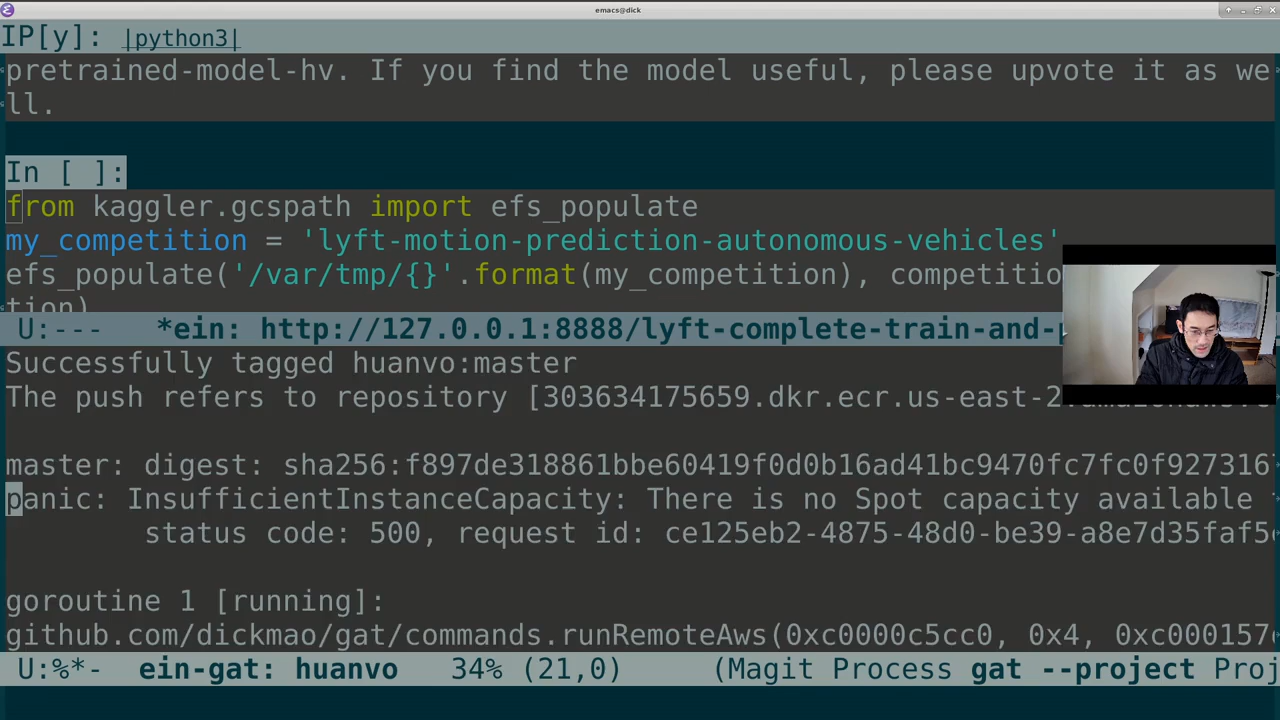 emacs@dick
IP[y]: |python3|
pretrained-model-hv. If you find the model useful, please upvote it as we
ll.
In [ ]:
from kaggler.gcspath import efs_populate
my_competition = 'lyft-motion-prediction-autonomous-vehicles'
efs_populate('/var/tmp/{}'.format(my_competition), competitio
tion)
U:--- *ein: http://127.0.0 1:8888/lyft-complete-train-and-
Successfully tagged huanvo:master
The push refers to repository [303634175659.dkr.ecr.us-east-2.
master: digest: sha256:f897de318861bbe60419f0d0b16ad41bc9470fc7fc0f927316
panic: InsufficientInstanceCapacity: There is no Spot capacity available
status code: 500, request id: ce125eb2-4875-48d0-be39-a8e7d35faf5
goroutine 1 [running]:
github.com/dickmao/gat/commands.runRemoteAws(0xc0000c5cc0, 0x4, 0xc000157
U:%*- ein-gat: huanvo 34% (21,0) (Magit Process gat --project Proj